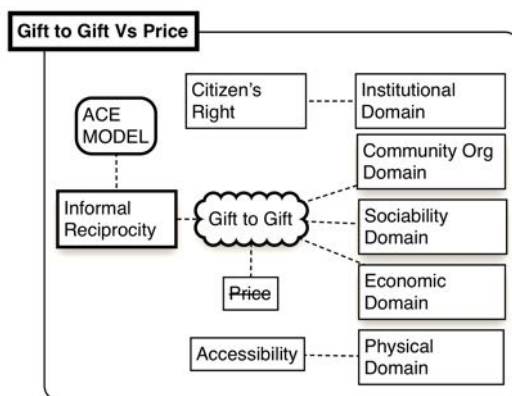 Gift to Gift Vs Price
Citizen's
Right
Institutional
Domain
ACE
MODEL
Community Org
Domain
Informal
Reciprocity
Gift to Gift
Sociability
Domain
Price
Economic
Domain
Accessibility
Physical
Domain